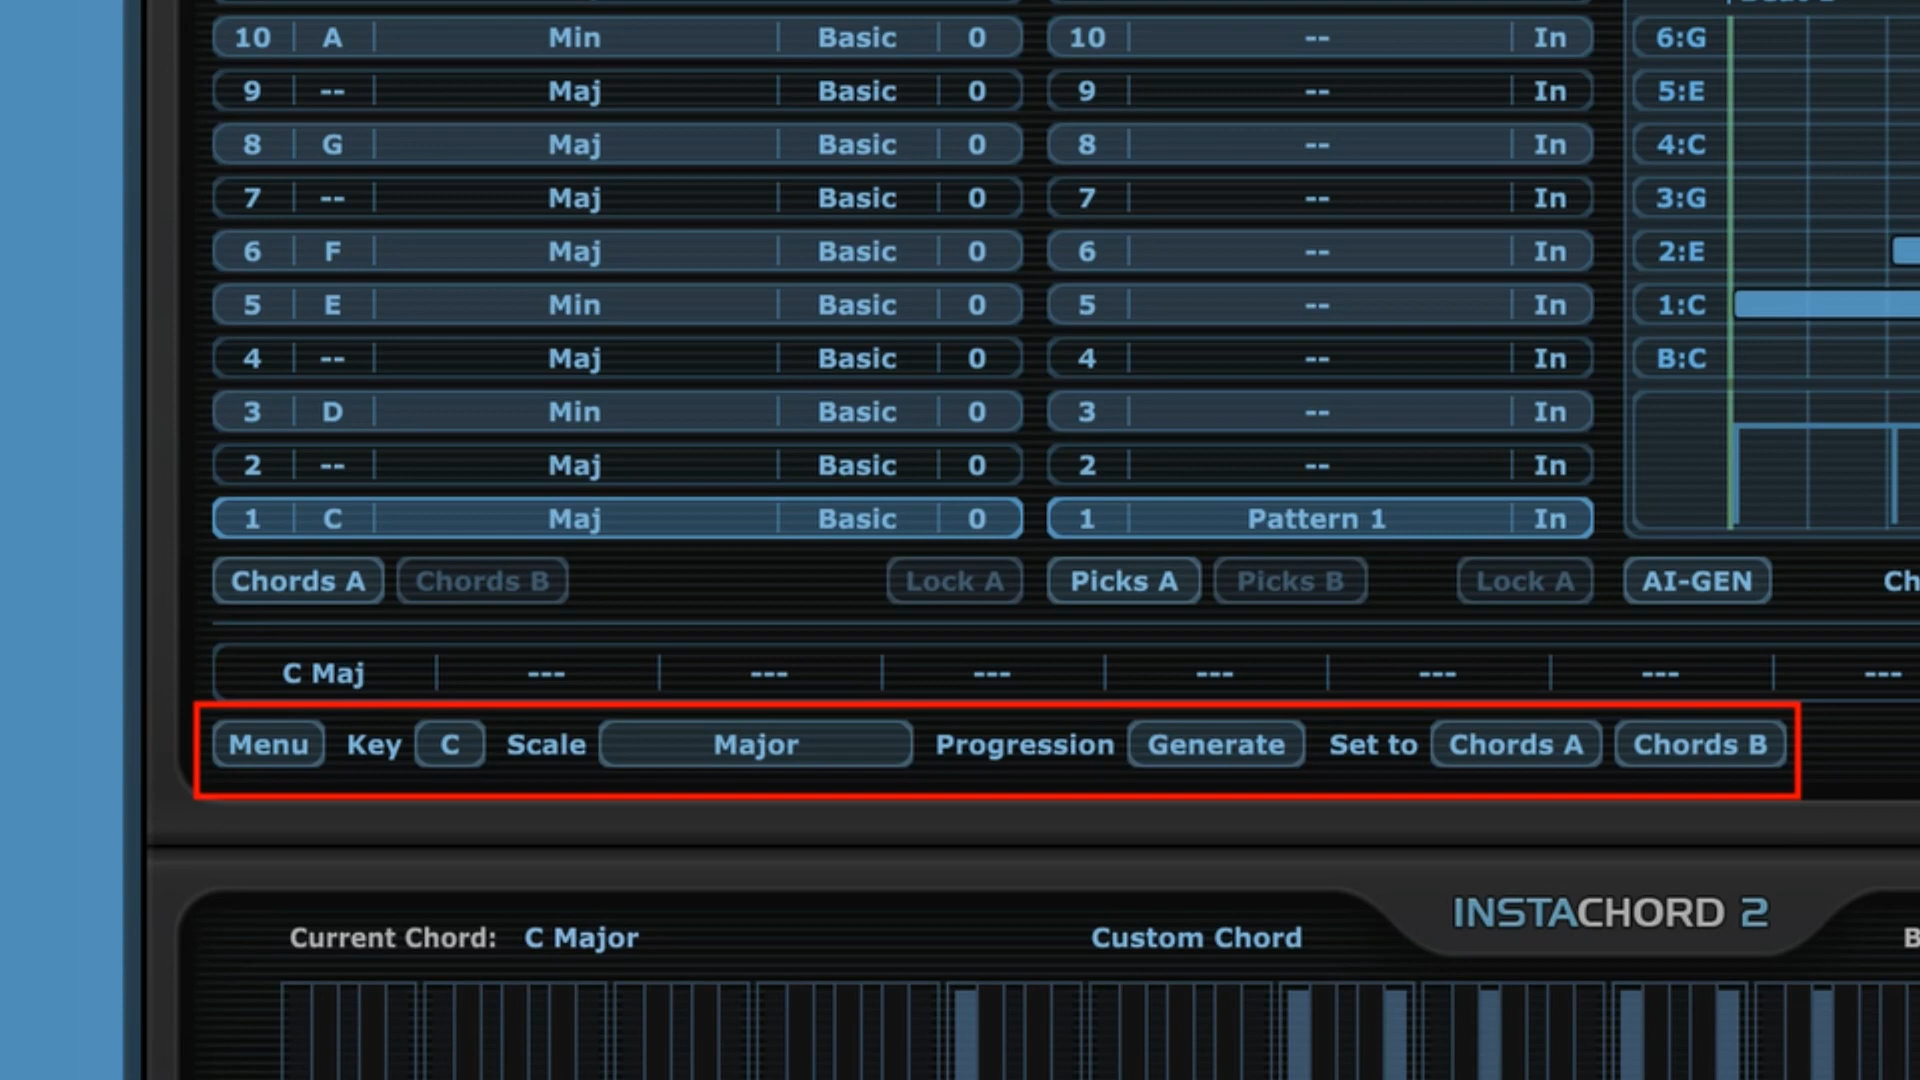 10 A Min Basic 0 10 -- In 6:G
9 -- Maj Basic 0 9 -- In 5:E
8 G Maj Basic 0 8 -- In 4:C
7 -- Maj Basic 0 7 -- In 3:G
6 F Maj Basic 0 6 -- In 2:E
5 E Min Basic 0 5 -- In 1:C
4 -- Maj Basic 0 4 -- In B:C
3 D Min Basic 0 3 -- In
2 -- Maj Basic 0 2 -- In
1 C Maj Basic 0 1 Pattern 1 In
Chords A Chords B Lock A Picks A Picks B Lock A AI-GEN Ch
C Maj --- --- --- --- --- --- ---
Menu Key C Scale Major Progression Generate Set to Chords A Chords B
INSTACHORD 2
Current Chord: C Major Custom Chord B